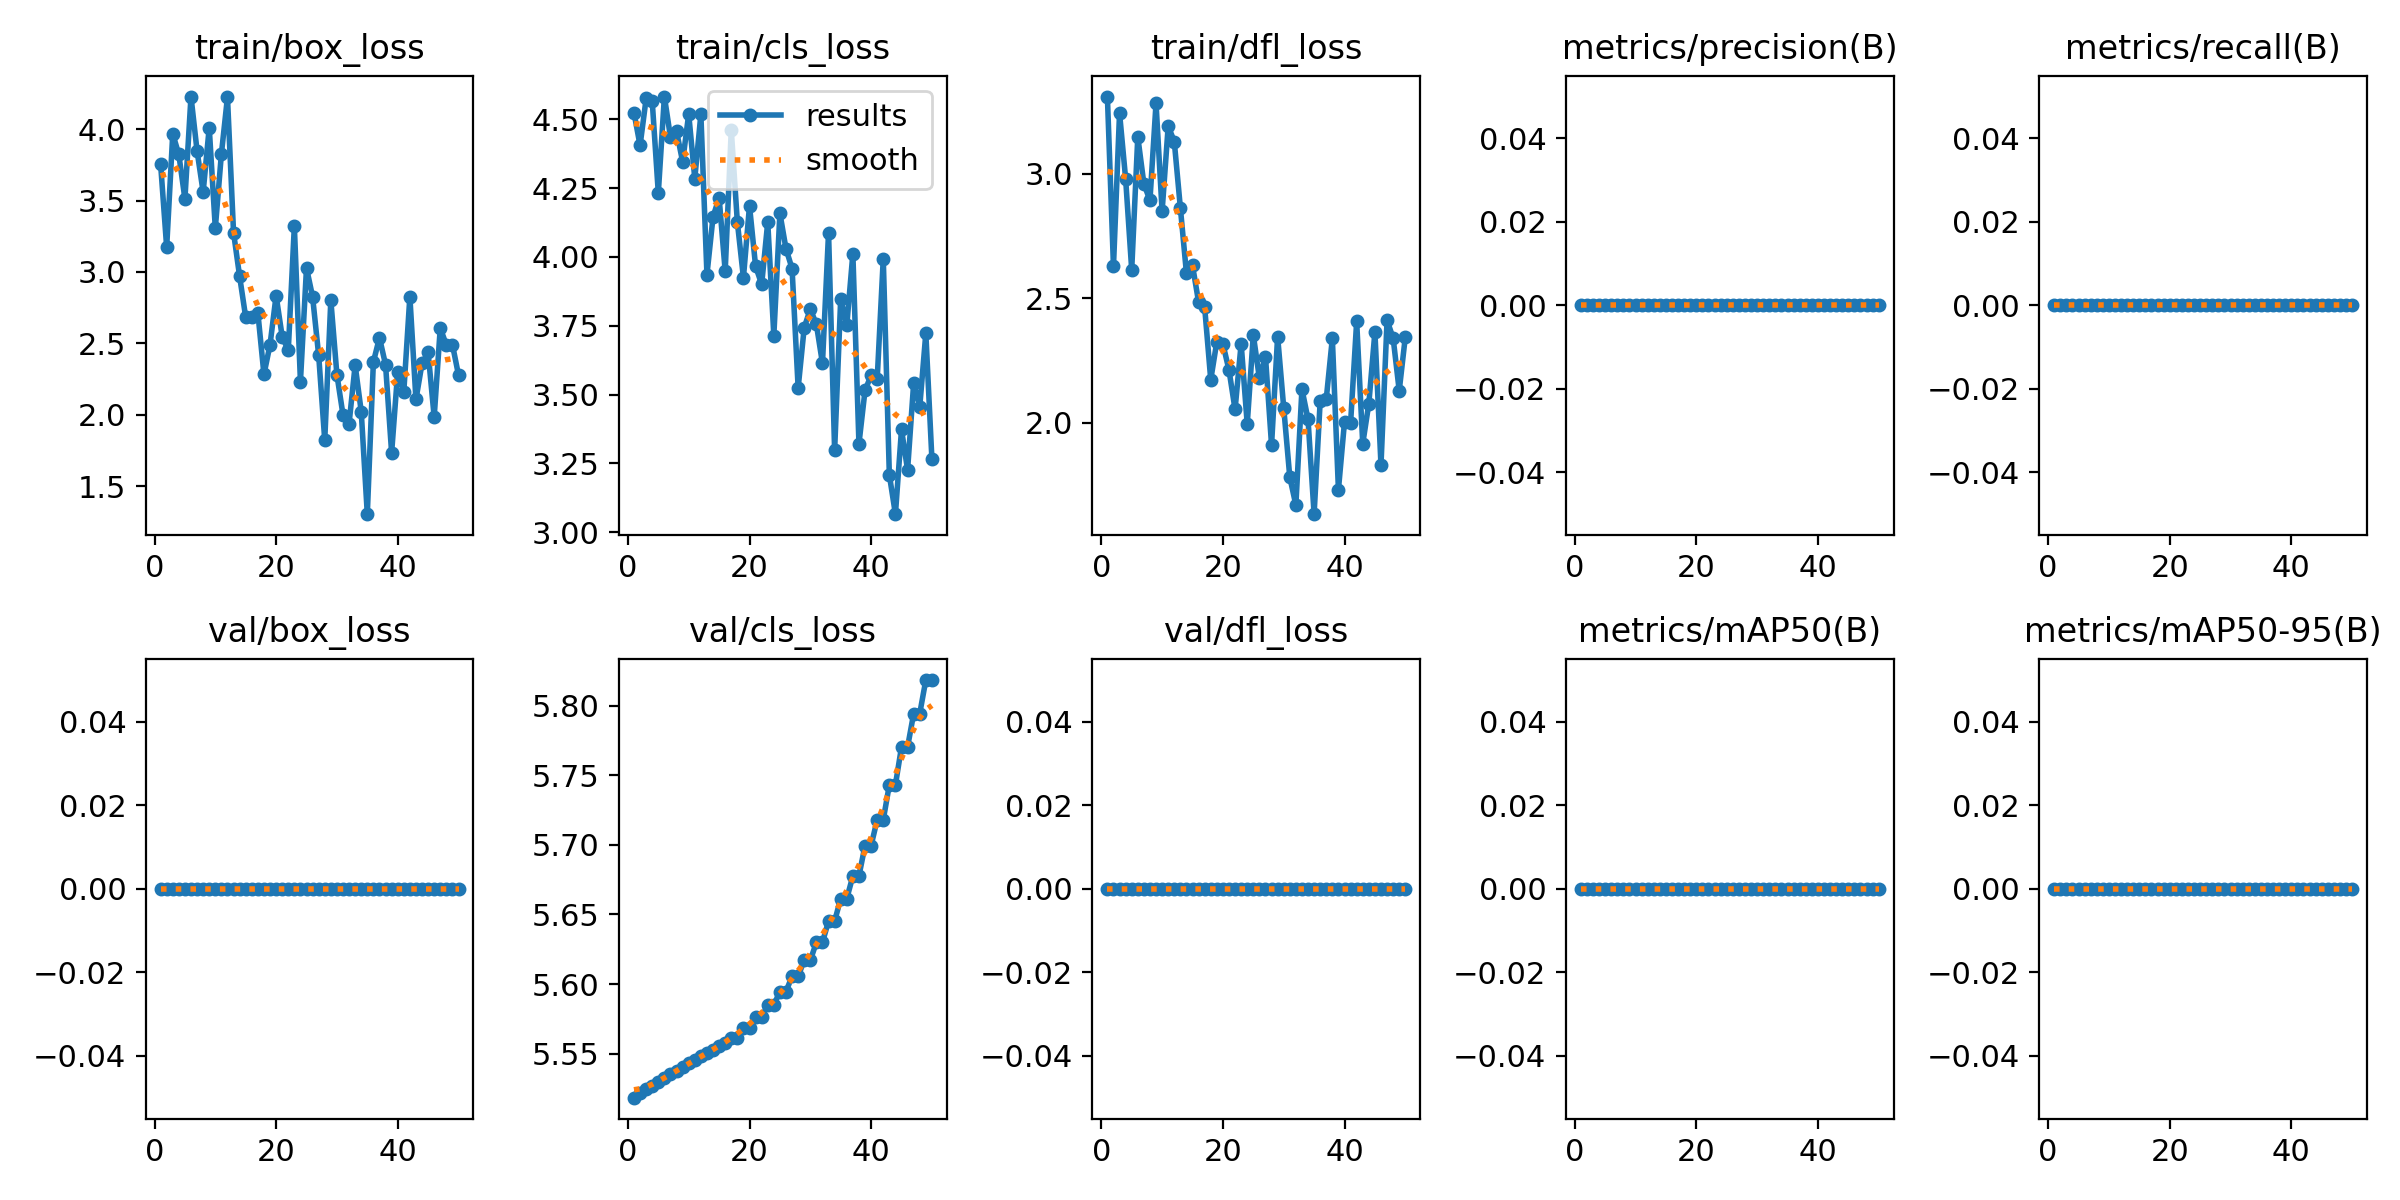 train/box_loss
4.0
3.5
3.0
2.5
2.0
1.5
0 20 40
train/cls_loss
results
smooth
4.50
4.25
4.00
3.75
3.50
3.25
3.00
0 20 40
train/dfl_loss
3.0
2.5
2.0
0 20 40
metrics/precision(B)
0.04
0.02
0.00
−0.02
−0.04
0 20 40
metrics/recall(B)
0.04
0.02
0.00
−0.02
−0.04
0 20 40
val/box_loss
0.04
0.02
0.00
−0.02
−0.04
0 20 40
val/cls_loss
5.80
5.75
5.70
5.65
5.60
5.55
0 20 40
val/dfl_loss
0.04
0.02
0.00
−0.02
−0.04
0 20 40
metrics/mAP50(B)
0.04
0.02
0.00
−0.02
−0.04
0 20 40
metrics/mAP50-95(B)
0.04
0.02
0.00
−0.02
−0.04
0 20 40